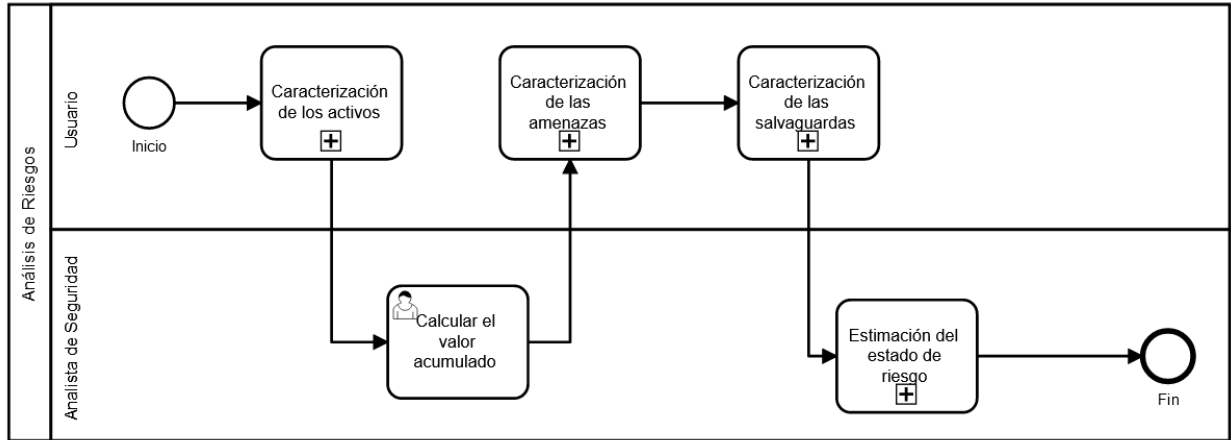 Análisis de Riesgos
Usuario
Inicio
Caracterización
de los activos
Caracterización
de las
amenazas
Caracterización
de las
salvaguardas
Analista de Seguridad
Calcular el
valor
acumulado
Estimación del
estado de
riesgo
Fin